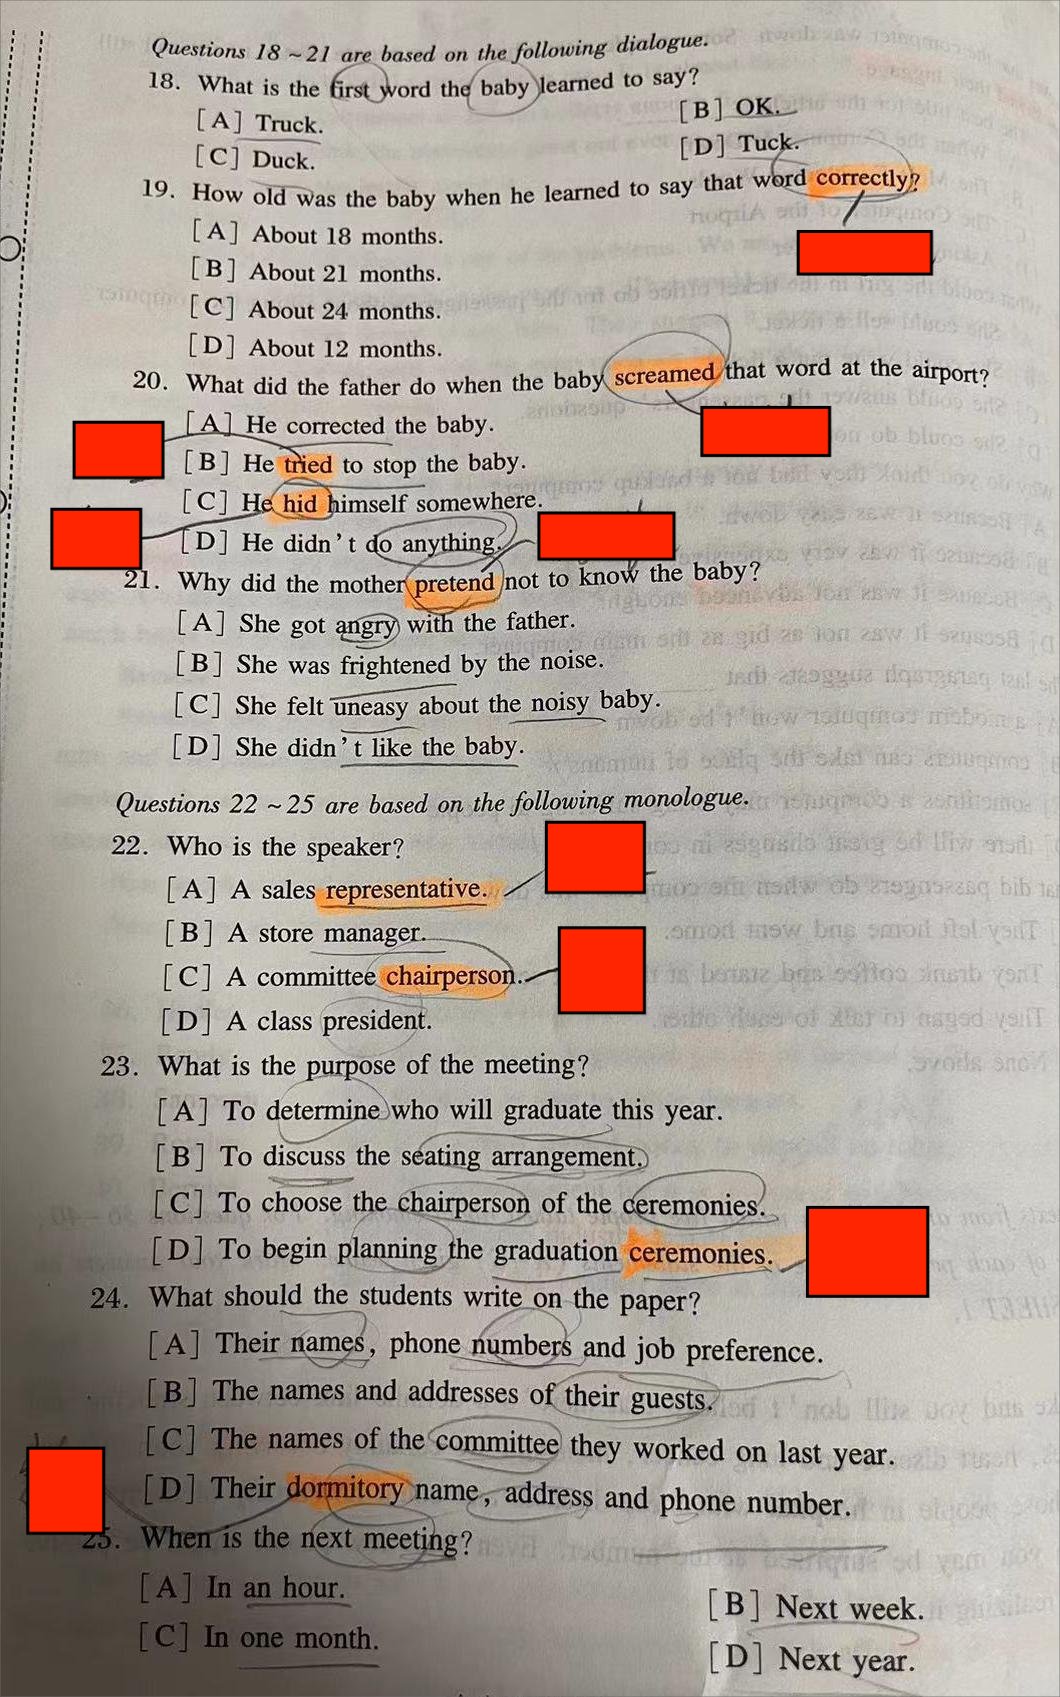 Questions 18 ~ 21 are based on the following dialogue.
18. What is the first word the baby learned to say?
[A] Truck. [B] OK.
[C] Duck. [D] Tuck.
19. How old was the baby when he learned to say that word correctly?
[A] About 18 months.
[B] About 21 months.
[C] About 24 months.
[D] About 12 months.
20. What did the father do when the baby screamed that word at the airport?
[A] He corrected the baby.
[B] He tried to stop the baby.
[C] He hid himself somewhere.
[D] He didn't do anything.
21. Why did the mother pretend not to know the baby?
[A] She got angry with the father.
[B] She was frightened by the noise.
[C] She felt uneasy about the noisy baby.
[D] She didn't like the baby.
Questions 22 ~ 25 are based on the following monologue.
22. Who is the speaker?
[A] A sales representative.
[B] A store manager.
[C] A committee chairperson.
[D] A class president.
23. What is the purpose of the meeting?
[A] To determine who will graduate this year.
[B] To discuss the seating arrangement.
[C] To choose the chairperson of the ceremonies.
[D] To begin planning the graduation ceremonies.
24. What should the students write on the paper?
[A] Their names, phone numbers and job preference.
[B] The names and addresses of their guests.
[C] The names of the committee they worked on last year.
[D] Their dormitory name, address and phone number.
25. When is the next meeting?
[A] In an hour. [B] Next week.
[C] In one month. [D] Next year.